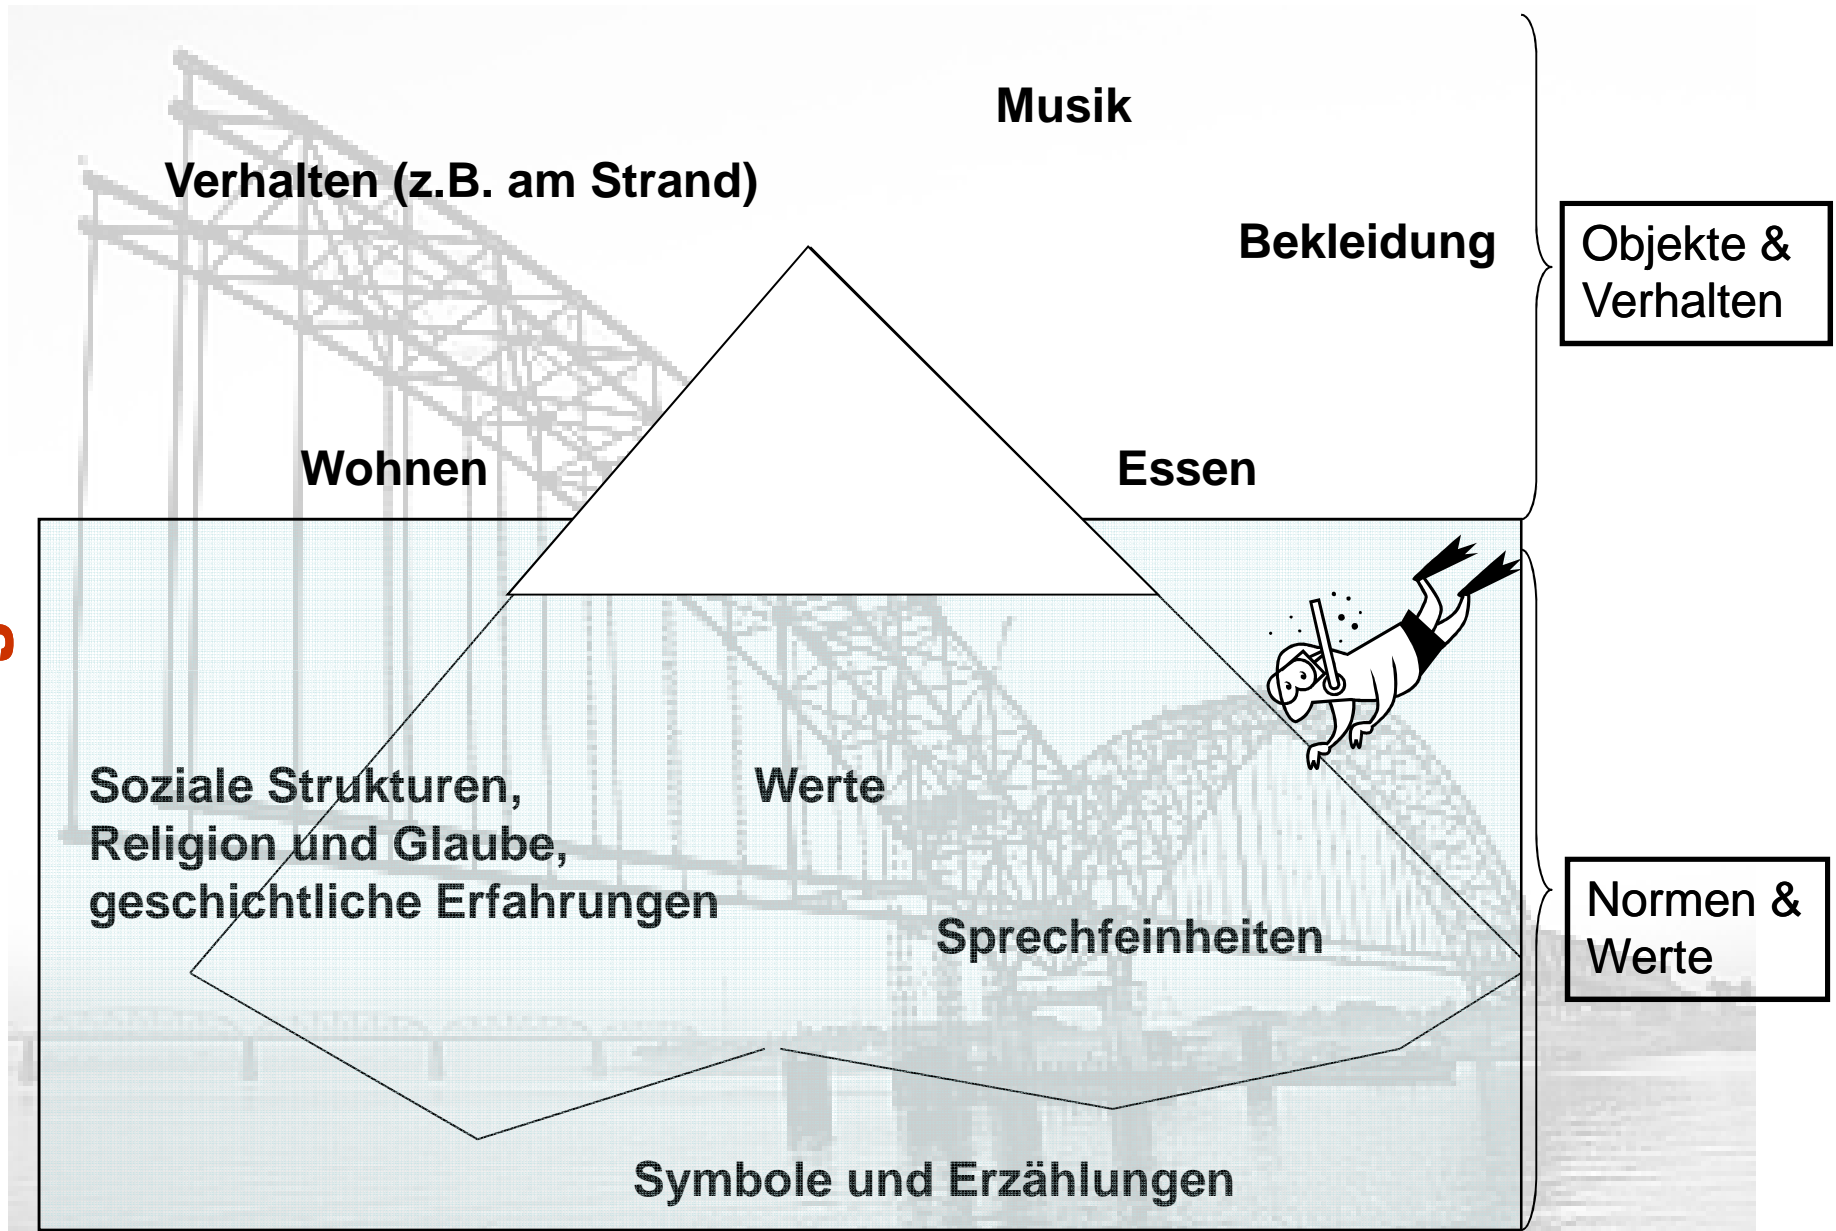 Musik
Verhalten (z.B. am Strand)
Bekleidung
Objekte &
Verhalten
Wohnen
Essen
Soziale Strukturen,
Religion und Glaube,
geschichtliche Erfahrungen
Werte
Sprechfeinheiten
Normen &
Werte
Symbole und Erzählungen